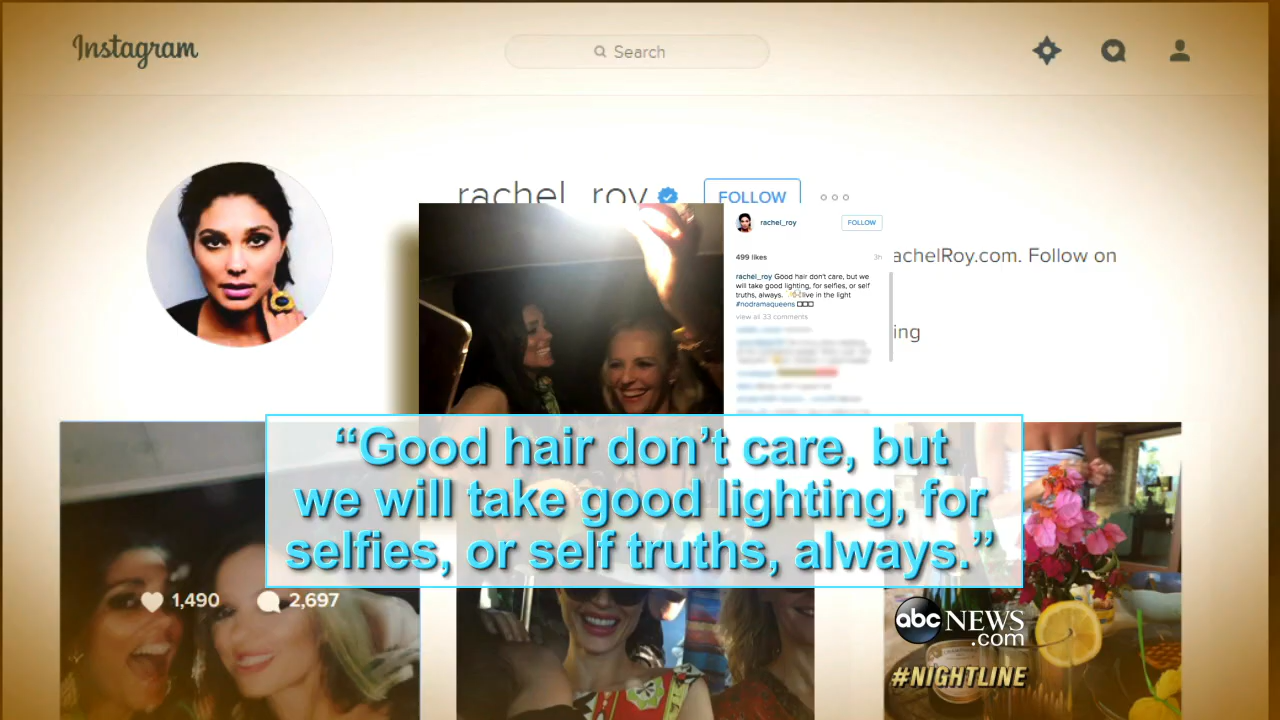 Instagram
Search
rachel_roy
FOLLOW
achelRoy.com. Follow on
ing
rachel_roy
FOLLOW
499 likes
3h
rachel_roy Good hair don't care, but we
will take good lighting, for selfies, or self
truths, always. live in the light
#nodramaqueens
view all 33 comments
“Good hair don’t care, but
we will take good lighting, for
selfies, or self truths, always.”
1,490
2,697
abc NEWS
.com
#NIGHTLINE